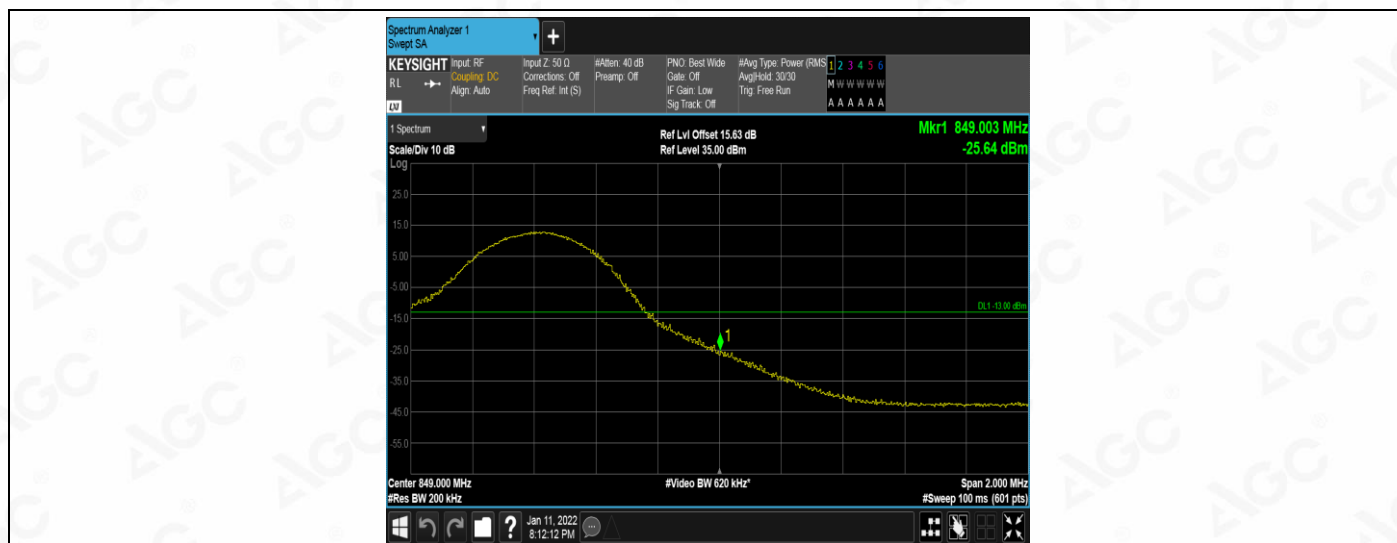 Spectrum Analyzer 1
Swept SA
KEYSIGHT
RL
LXI
Input: RF
Coupling: DC
Align: Auto
Input Z: 50 Ω
Corrections: Off
Freq Ref: Int (S)
#Atten: 40 dB
Preamp: Off
PNO: Best Wide
Gate: Off
IF Gain: Low
Sig Track: Off
#Avg Type: Power (RMS
Avg|Hold: 30/30
Trig: Free Run
1 2 3 4 5 6
M W W W W W
A A A A A A
1 Spectrum
Scale/Div 10 dB
Log
Ref Lvl Offset 15.63 dB
Ref Level 35.00 dBm
Mkr1 849.003 MHz
-25.64 dBm
25.0
15.0
5.00
-5.00
DL1 -13.00 dBm
-15.0
1
-25.0
-35.0
-45.0
-55.0
Center 849.000 MHz
#Video BW 620 kHz*
Span 2.000 MHz
#Res BW 200 kHz
#Sweep 100 ms (601 pts)
?
Jan 11, 2022
8:12:12 PM
AGC